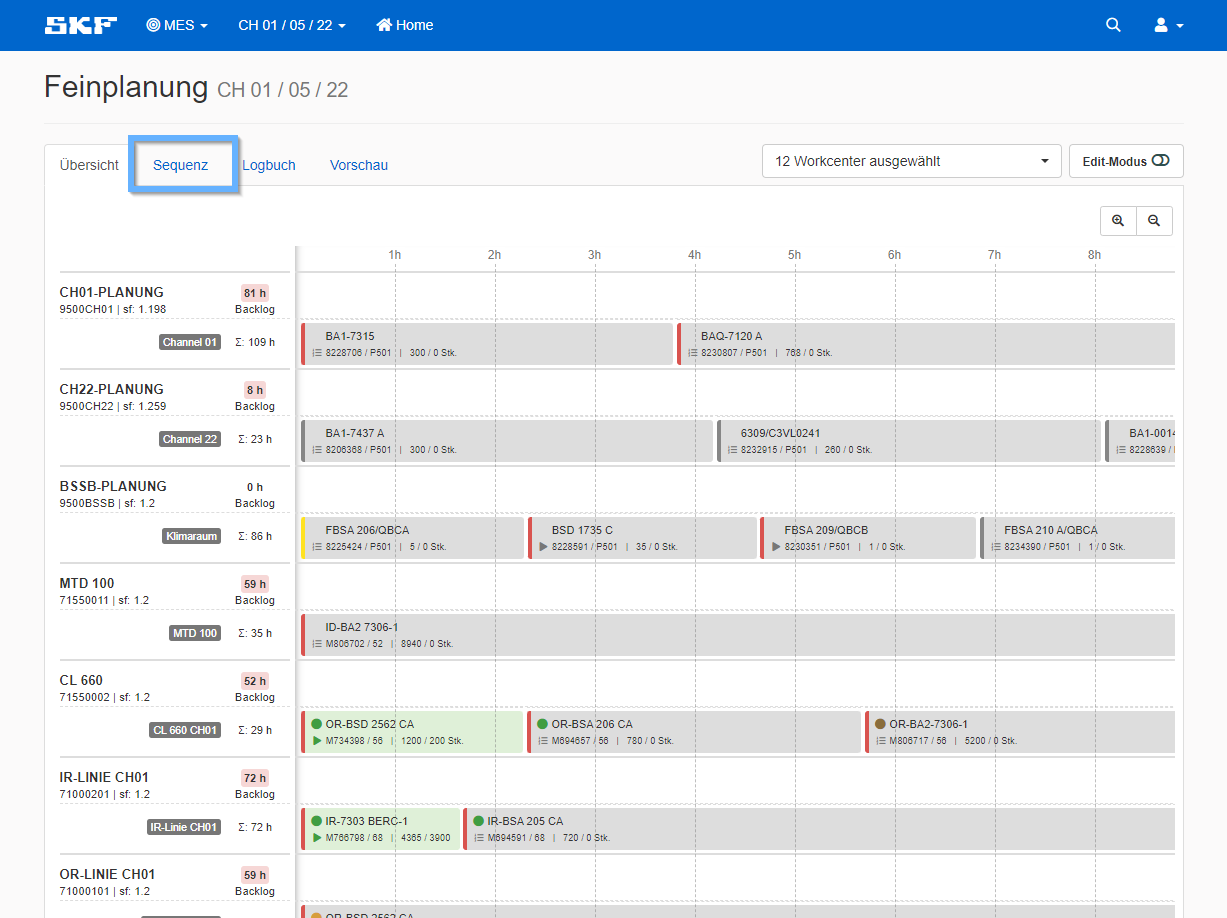 SKF MES CH 01 / 05 / 22 Home
Feinplanung CH 01 / 05 / 22
Übersicht Sequenz Logbuch Vorschau 12 Workcenter ausgewählt Edit-Modus
1h 2h 3h 4h 5h 6h 7h 8h
CH01-PLANUNG 81 h
9500CH01 | sf: 1.198 Backlog
Channel 01 Σ: 109 h
BA1-7315 BAQ-7120 A
8228706 / P501 | 300 / 0 Stk. 8230807 / P501 | 768 / 0 Stk.
CH22-PLANUNG 8 h
9500CH22 | sf: 1.259 Backlog
Channel 22 Σ: 23 h
BA1-7437 A 6309/C3VL0241 BA1-0014
8206368 / P501 | 300 / 0 Stk. 8232915 / P501 | 260 / 0 Stk. 8228639 /
BSSB-PLANUNG 0 h
9500BSSB | sf: 1.2 Backlog
Klimaraum Σ: 86 h
FBSA 206/QBCA BSD 1735 C FBSA 209/QBCB FBSA 210 A/QBCA
8225424 / P501 | 5 / 0 Stk. 8228591 / P501 | 35 / 0 Stk. 8230351 / P501 | 1 / 0 Stk. 8234390 / P501 | 1 / 0 Stk.
MTD 100 59 h
71550011 | sf: 1.2 Backlog
MTD 100 Σ: 35 h
ID-BA2 7306-1
M806702 / 52 | 8940 / 0 Stk.
CL 660 52 h
71550002 | sf: 1.2 Backlog
CL 660 CH01 Σ: 29 h
OR-BSD 2562 CA OR-BSA 206 CA OR-BA2-7306-1
M734398 / 56 | 1200 / 200 Stk. M694657 / 56 | 780 / 0 Stk. M806717 / 56 | 5200 / 0 Stk.
IR-LINIE CH01 72 h
71000201 | sf: 1.2 Backlog
IR-Linie CH01 Σ: 72 h
IR-7303 BERC-1 IR-BSA 205 CA
M766798 / 68 | 4365 / 3900 M694591 / 68 | 720 / 0 Stk.
OR-LINIE CH01 59 h
71000101 | sf: 1.2 Backlog
OR-BSD 2562 CA